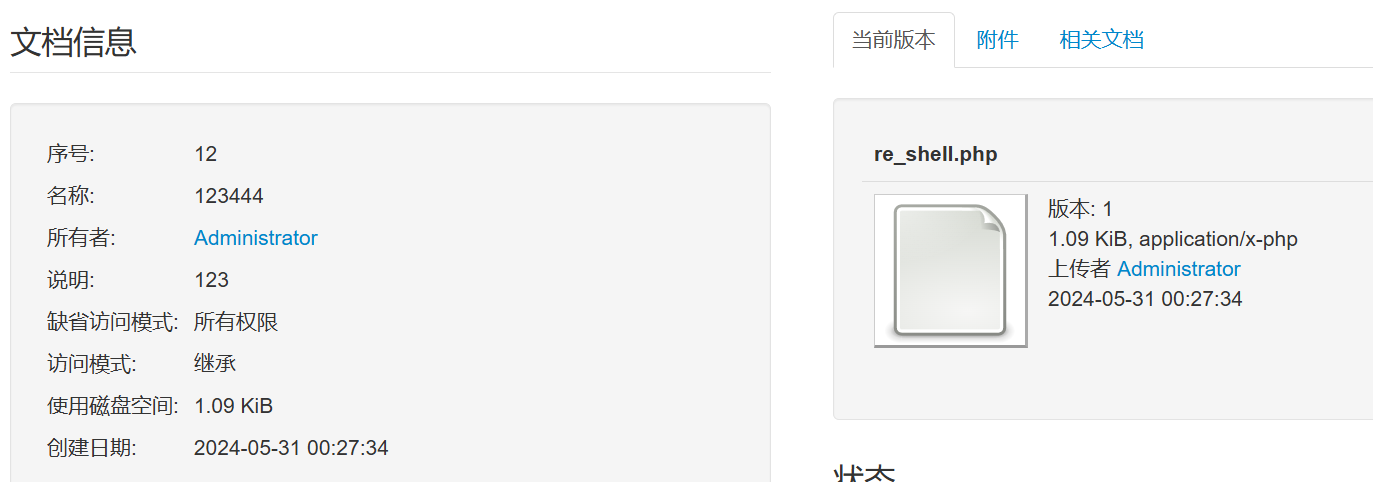 文档信息
序号: 12
名称: 123444
所有者: Administrator
说明: 123
缺省访问模式: 所有权限
访问模式: 继承
使用磁盘空间: 1.09 KiB
创建日期: 2024-05-31 00:27:34
当前版本 附件 相关文档
re_shell.php
版本: 1
1.09 KiB, application/x-php
上传者 Administrator
2024-05-31 00:27:34
状态